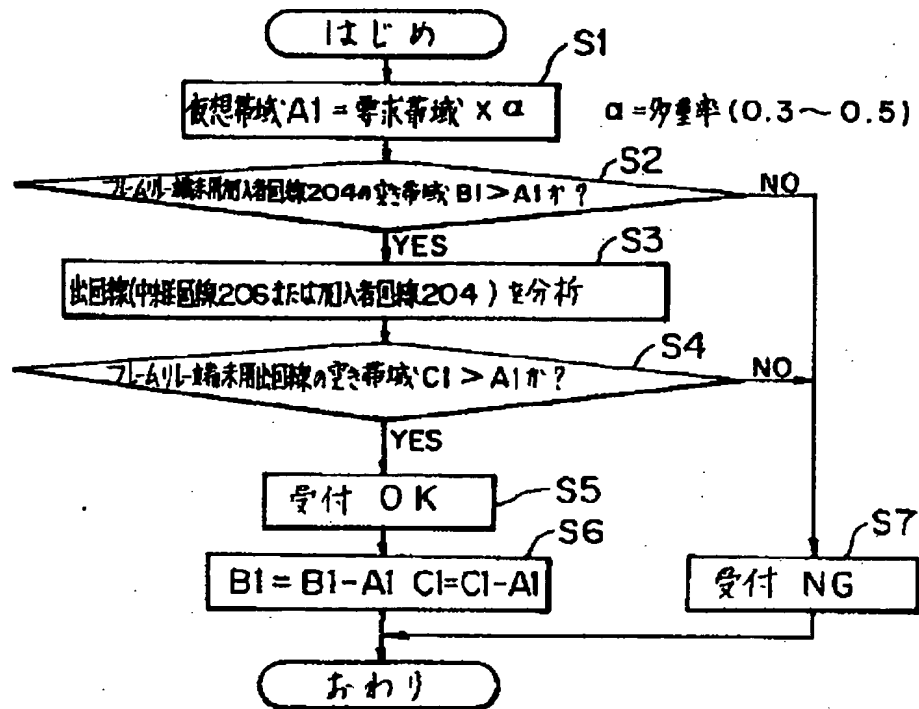 はじめ
S1
仮想帯域A1=要求帯域×α
α=多重率(0.3～0.5)
S2
フレームリレー端末用加入者回線204の空き帯域B1>A1か?
NO
YES
S3
出回線(中継回線206または加入者回線204)を分析
S4
フレームリレー端末用出回線の空き帯域C1>A1か?
NO
YES
受付 OK
S5
S6
B1=B1-A1 C1=C1-A1
S7
受付 NG
おわり